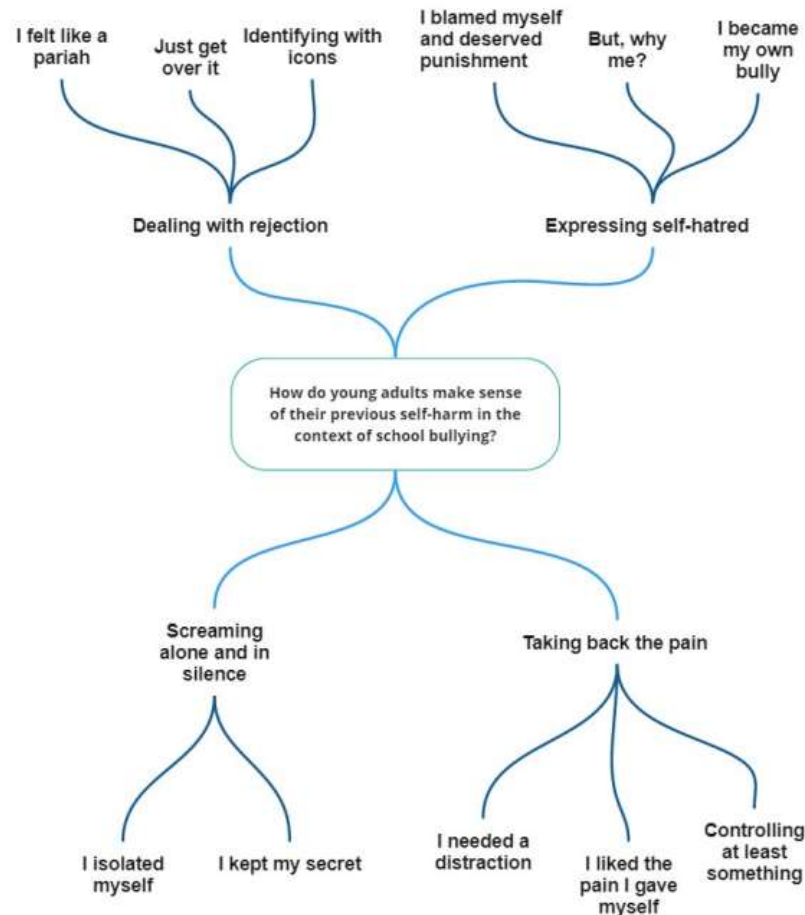 I felt like a
pariah
Just get
over it
Identifying with
icons
I blamed myself
and deserved
punishment
But, why
me?
I became
my own
bully
Dealing with rejection
Expressing self-hatred
How do young adults make sense
of their previous self-harm in the
context of school bullying?
Screaming
alone and in
silence
Taking back the pain
I isolated
myself
I kept my secret
I needed a
distraction
I liked the
pain I gave
myself
Controlling
at least
something